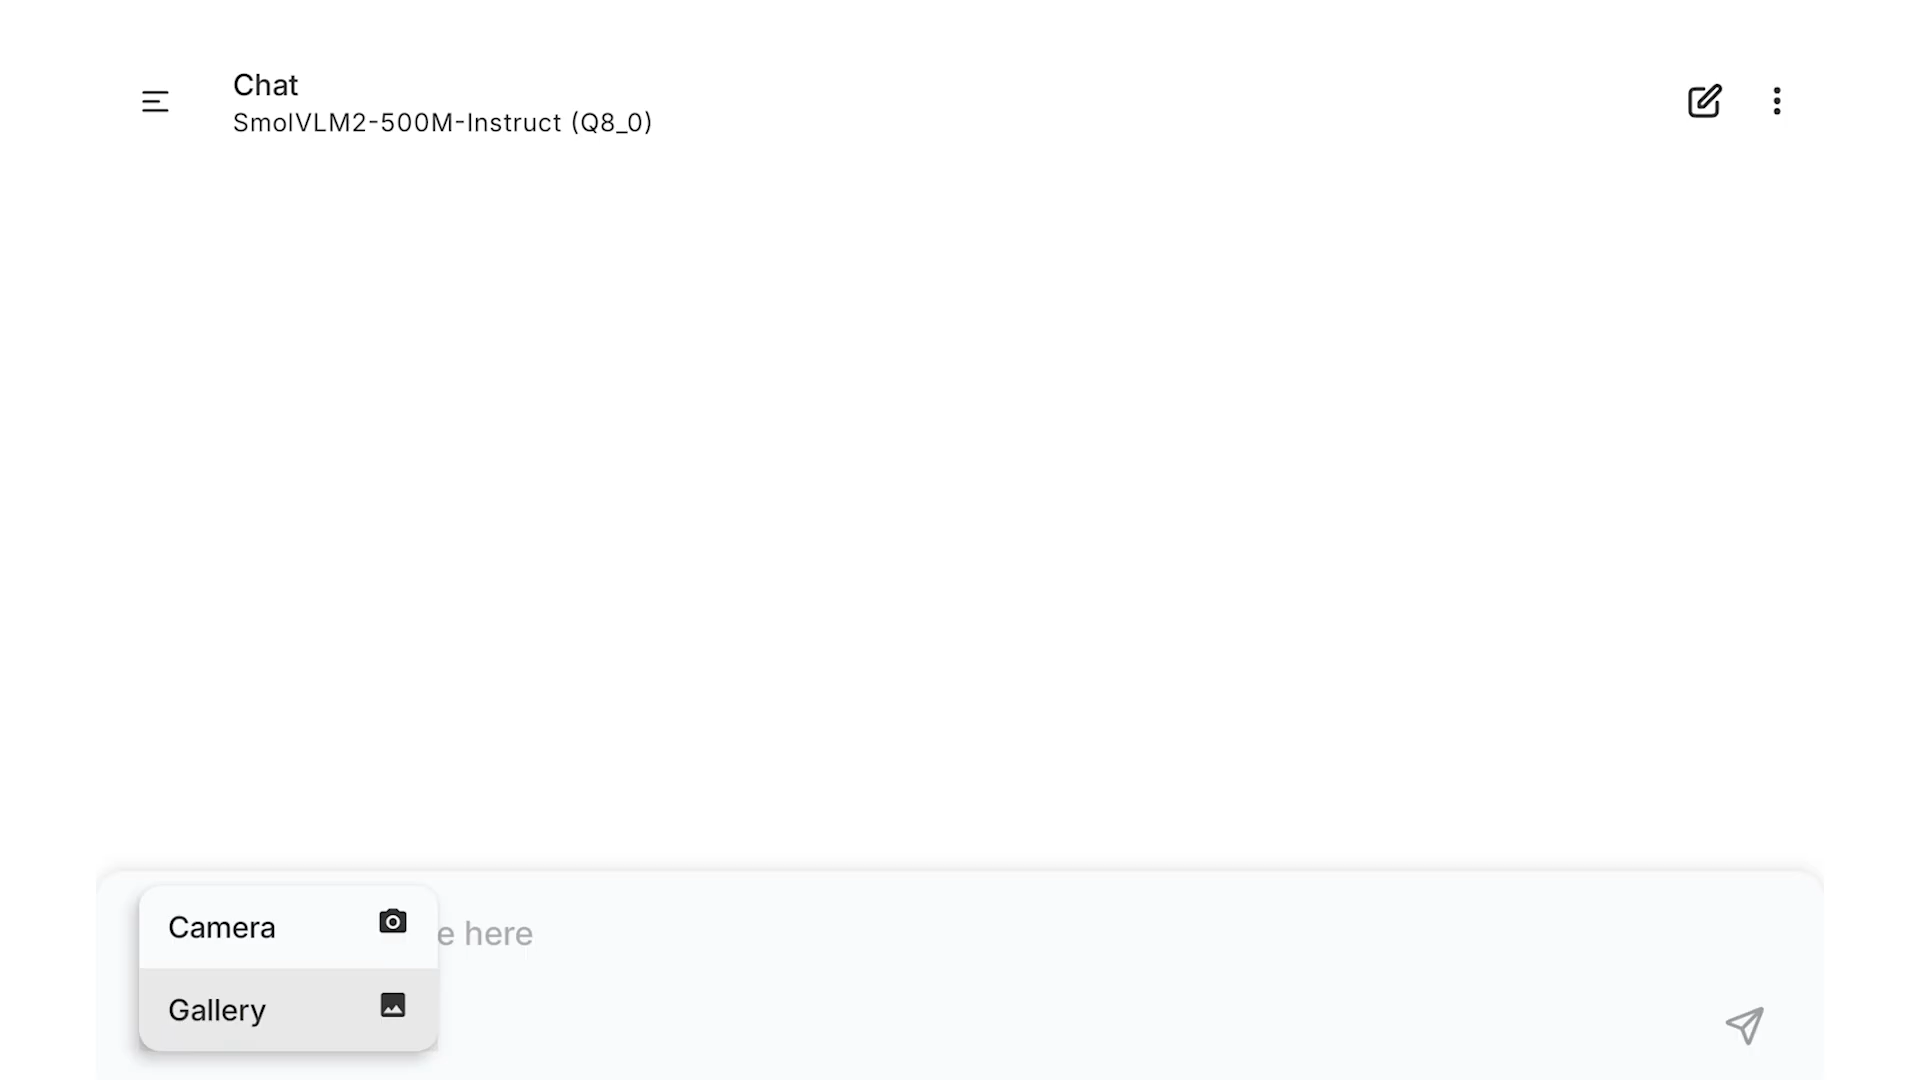 Chat
SmolVLM2-500M-Instruct (Q8_0)
Camera
e here
Gallery